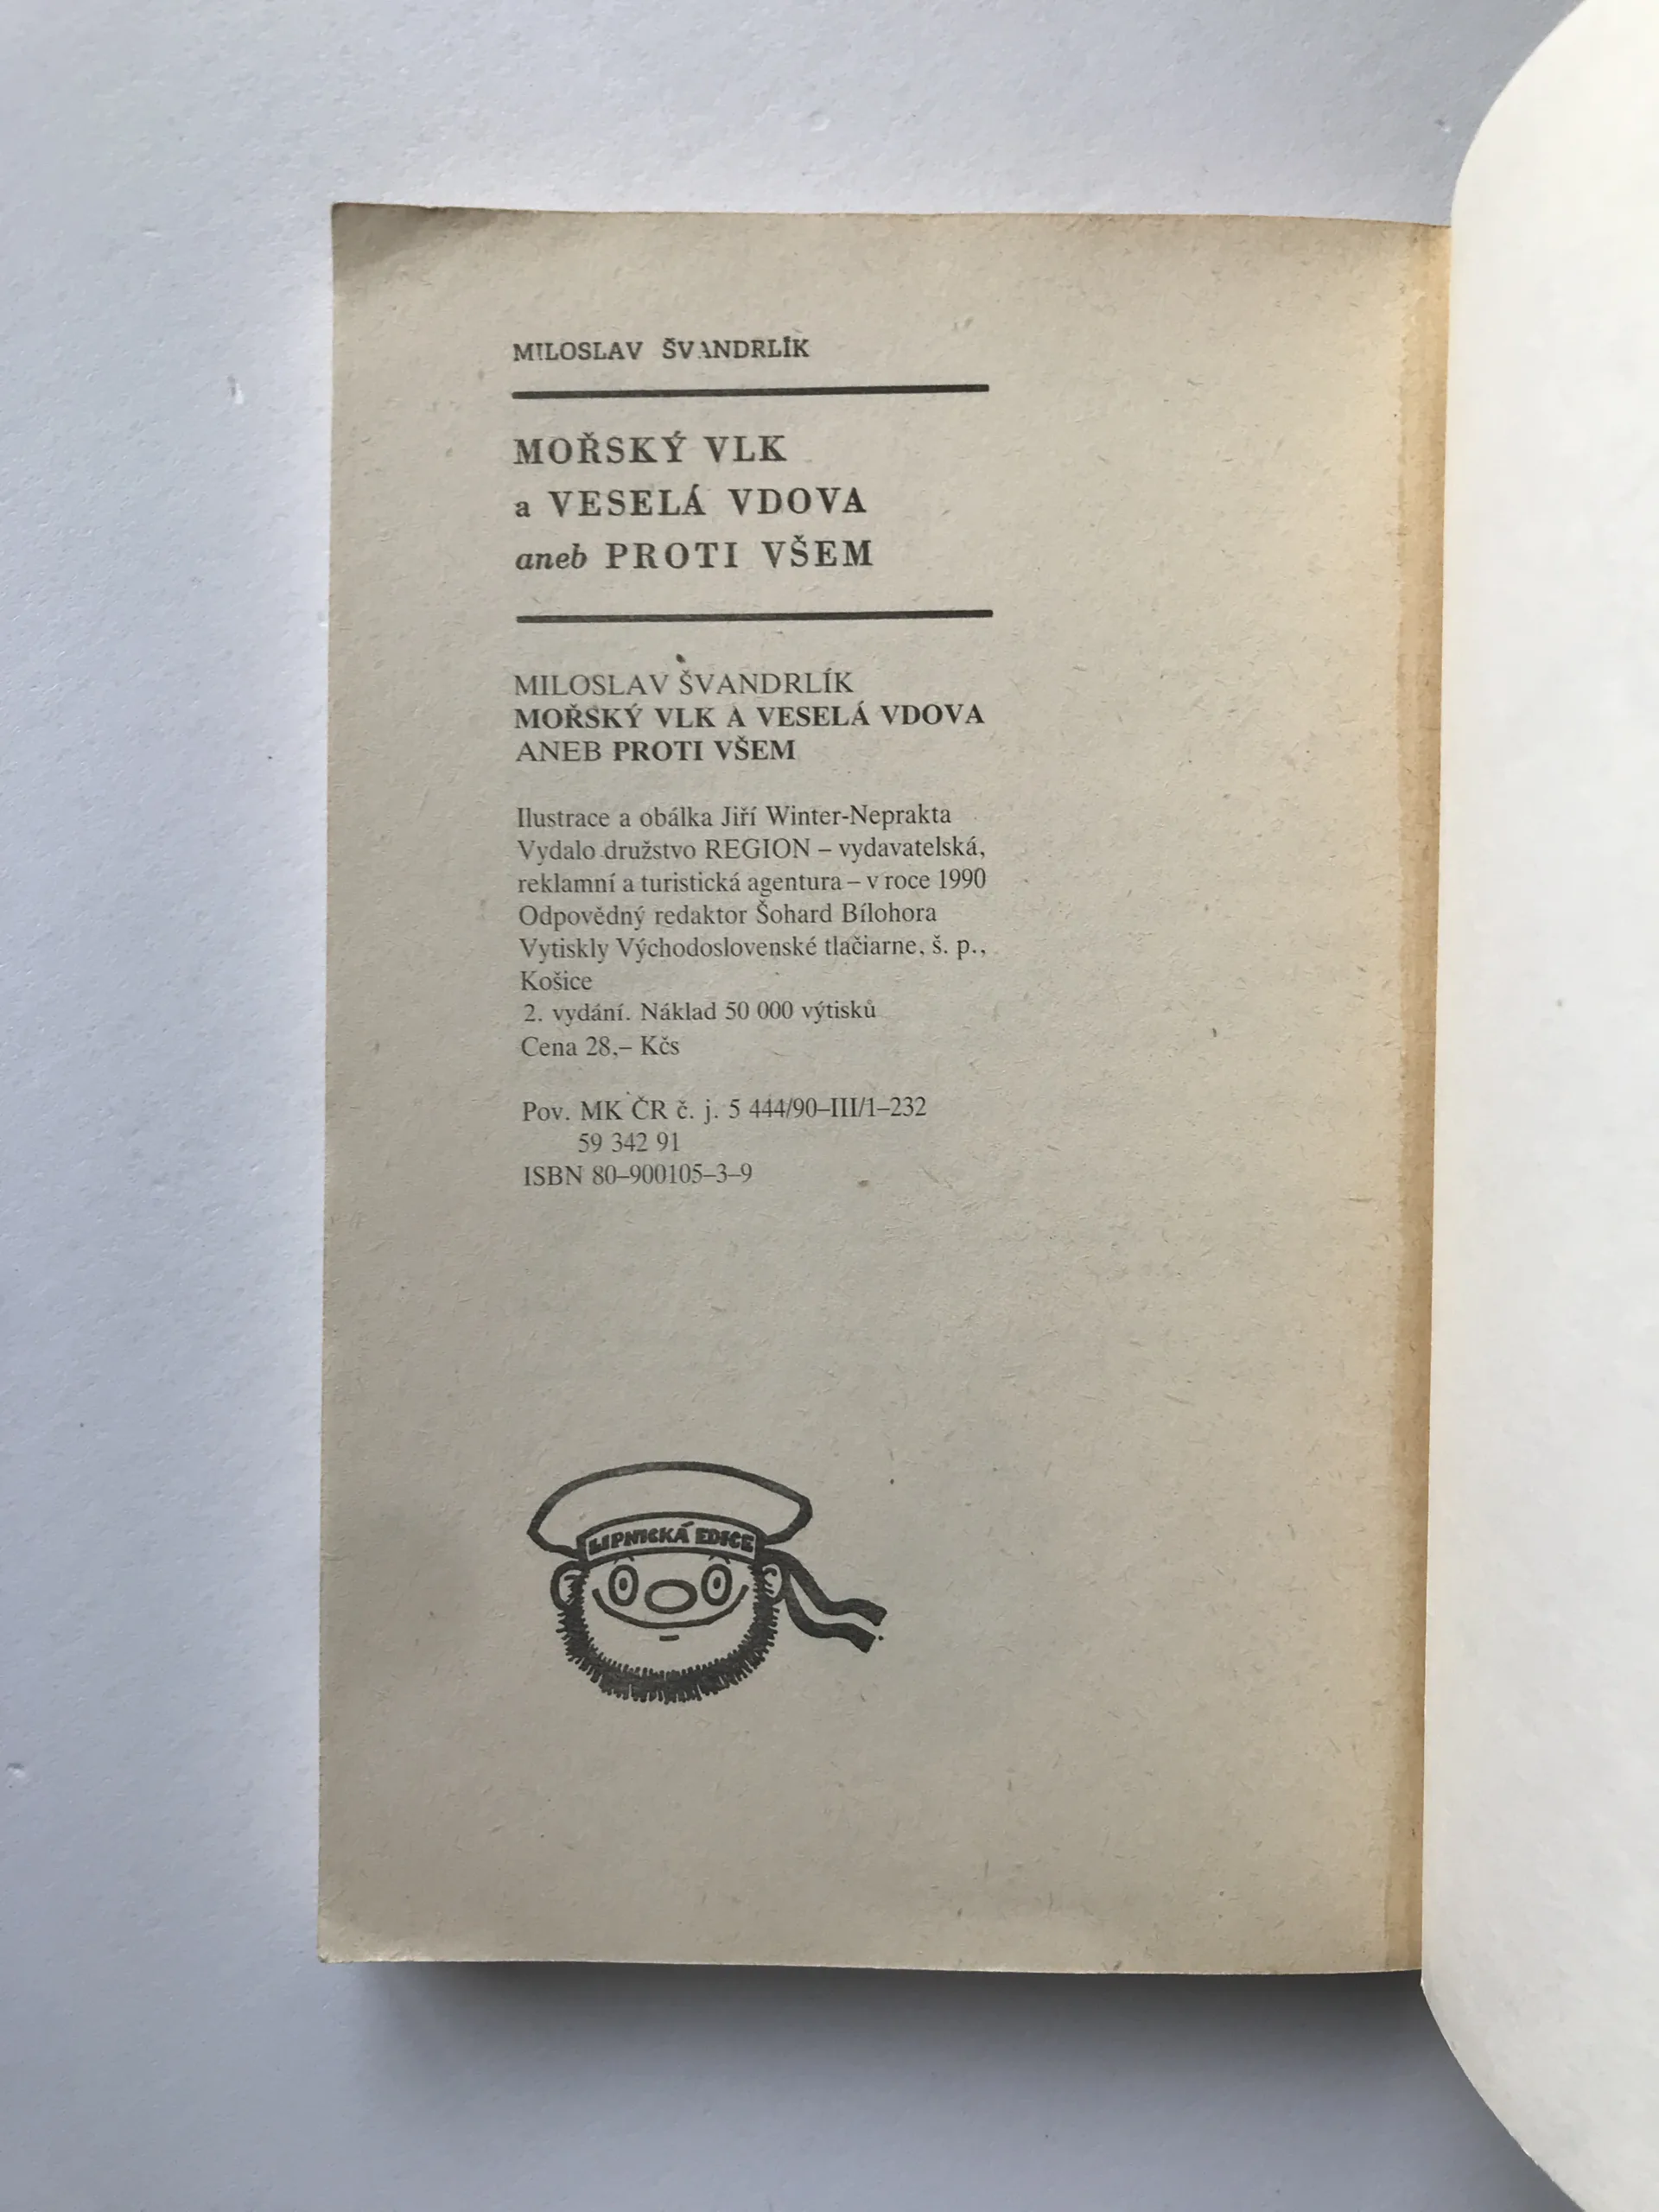 MILOSLAV ŠVANDRLÍK
MOŘSKÝ VLK
a VESELÁ VDOVA
aneb PROTI VŠEM
MILOSLAV ŠVANDRLÍK
MOŘSKÝ VLK A VESELÁ VDOVA
ANEB PROTI VŠEM
Ilustrace a obálka Jiří Winter-Neprakta
Vydalo družstvo REGION – vydavatelská,
reklamní a turistická agentura – v roce 1990
Odpovědný redaktor Šohard Bílohora
Vytiskly Východoslovenské tlačiarne, š. p.,
Košice
2. vydání. Náklad 50 000 výtisků
Cena 28,– Kčs
Pov. MK ČR č. j. 5 444/90–III/1–232
59 342 91
ISBN 80–900105–3–9
LIPNICKÁ EDICE